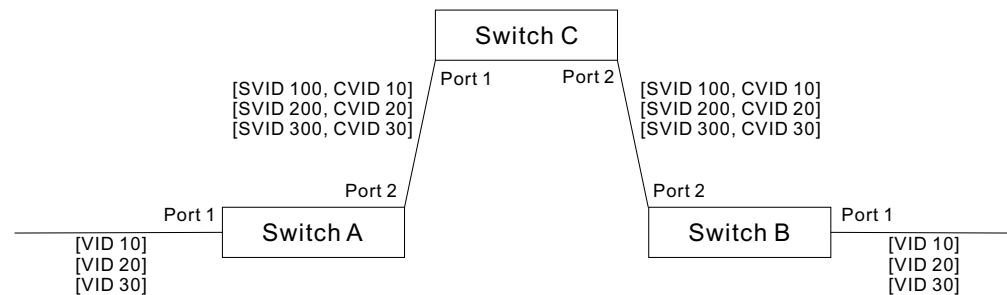 Switch C
Port 1
Port 2
[SVID 100, CVID 10]
[SVID 200, CVID 20]
[SVID 300, CVID 30]
[SVID 100, CVID 10]
[SVID 200, CVID 20]
[SVID 300, CVID 30]
Port 2
Port 2
Port 1
Switch A
Switch B
Port 1
[VID 10]
[VID 20]
[VID 30]
[VID 10]
[VID 20]
[VID 30]